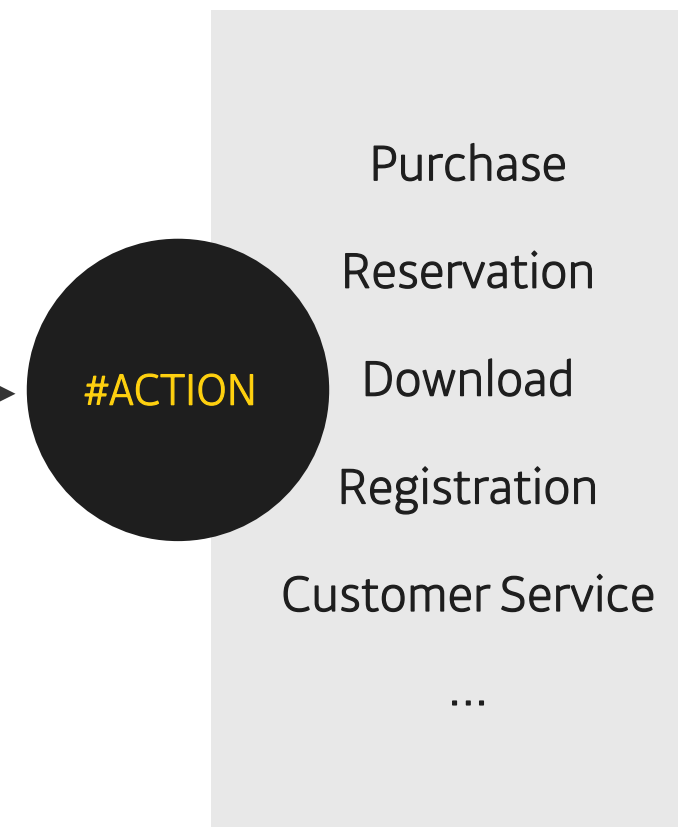 #ACTION
Purchase
Reservation
Download
Registration
Customer Service
...